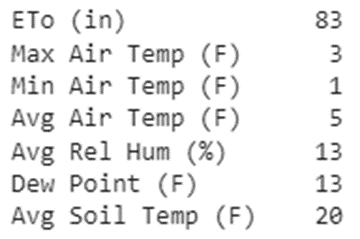 ETo (in) 83
Max Air Temp (F) 3
Min Air Temp (F) 1
Avg Air Temp (F) 5
Avg Rel Hum (%) 13
Dew Point (F) 13
Avg Soil Temp (F) 20